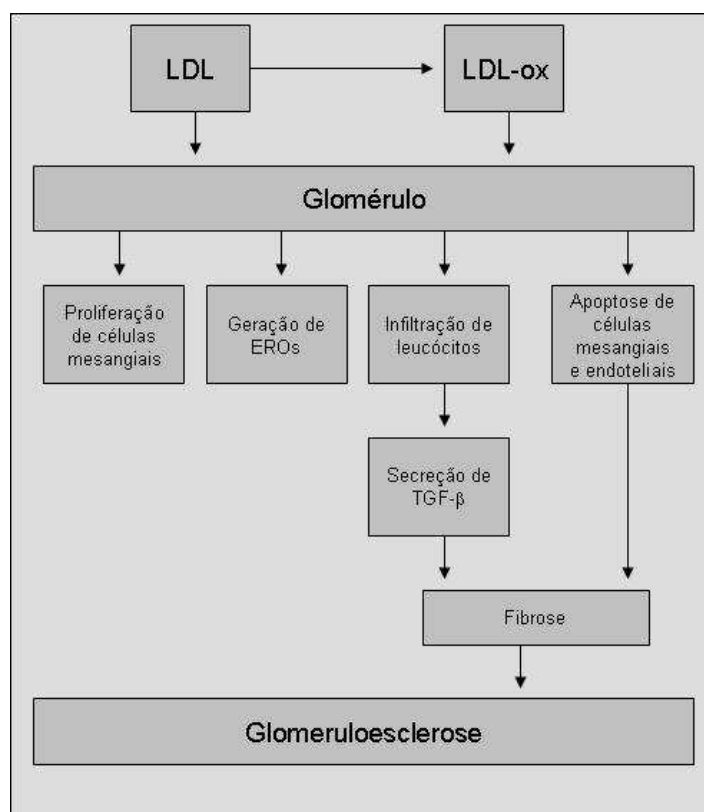 LDL
LDL-ox
Glomérulo
Proliferação
de células
mesangiais
Geração de
EROs
Infiltração de
leucócitos
Apoptose de
células
mesangiais
e endoteliais
Secreção de
TGF-β
Fibrose
Glomeruloesclerose